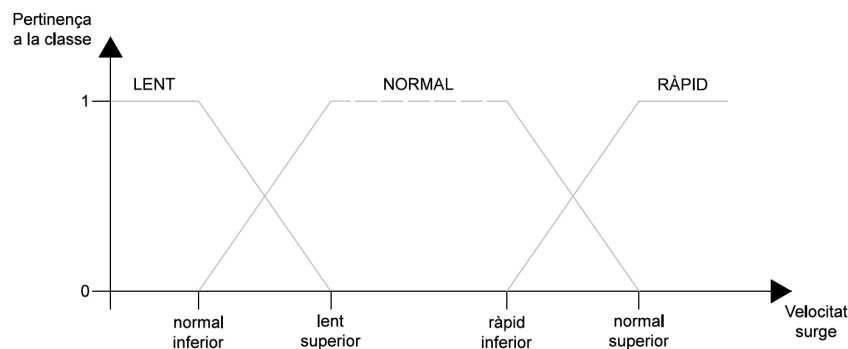 Pertinença
a la classe
LENT
NORMAL
RÀPID
1
0
normal
inferior
lent
superior
ràpid
inferior
normal
superior
Velocitat
surge